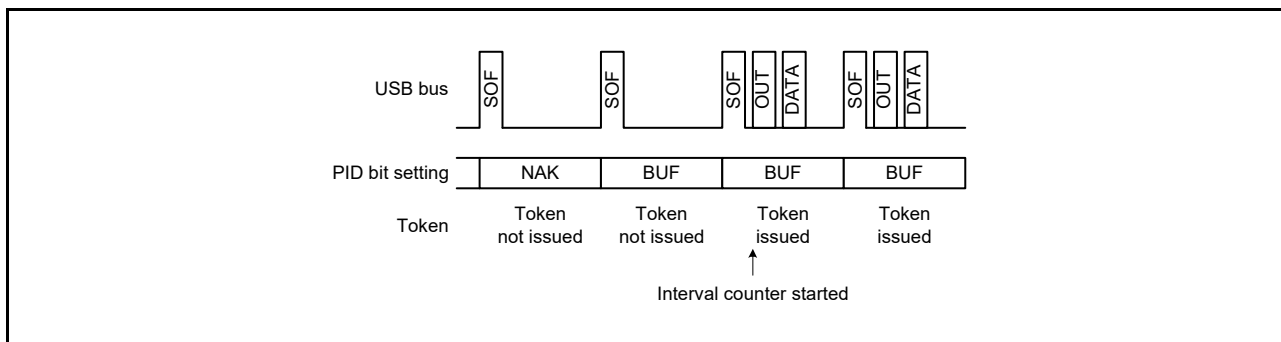 USB bus
SOF
SOF
SOF
OUT
DATA
SOF
OUT
DATA
PID bit setting
NAK
BUF
BUF
BUF
Token
Token
not issued
Token
not issued
Token
issued
Token
issued
Interval counter started